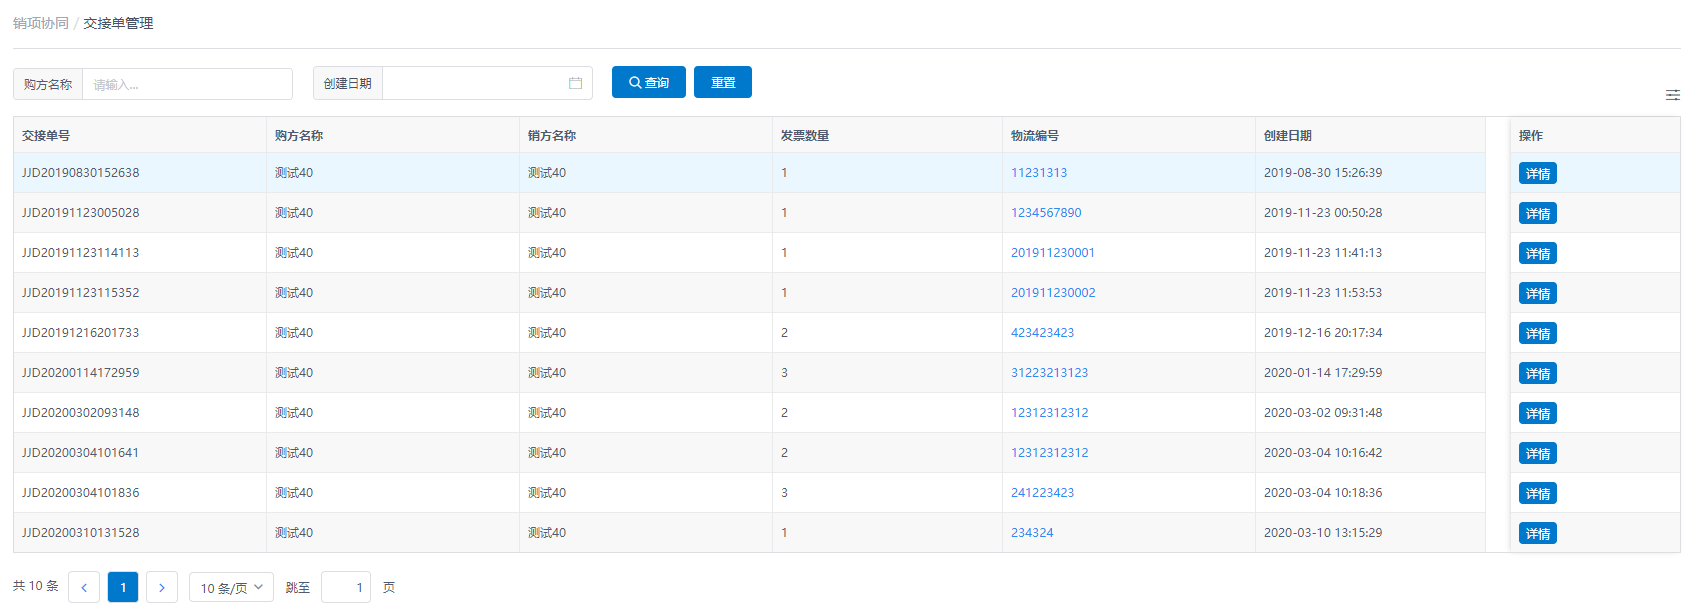 销项协同 / 交接单管理
购方名称 请输入... 创建日期 查询 重置
交接单号 购方名称 销方名称 发票数量 物流编号 创建日期 操作
JJD20190830152638 测试40 测试40 1 11231313 2019-08-30 15:26:39 详情
JJD20191123005028 测试40 测试40 1 1234567890 2019-11-23 00:50:28 详情
JJD20191123114113 测试40 测试40 1 201911230001 2019-11-23 11:41:13 详情
JJD20191123115352 测试40 测试40 1 201911230002 2019-11-23 11:53:53 详情
JJD20191216201733 测试40 测试40 2 423423423 2019-12-16 20:17:34 详情
JJD20200114172959 测试40 测试40 3 31223213123 2020-01-14 17:29:59 详情
JJD20200302093148 测试40 测试40 2 12312312312 2020-03-02 09:31:48 详情
JJD20200304101641 测试40 测试40 2 12312312312 2020-03-04 10:16:42 详情
JJD20200304101836 测试40 测试40 3 241223423 2020-03-04 10:18:36 详情
JJD20200310131528 测试40 测试40 1 234324 2020-03-10 13:15:29 详情
共 10 条 1 10 条/页 跳至 1 页